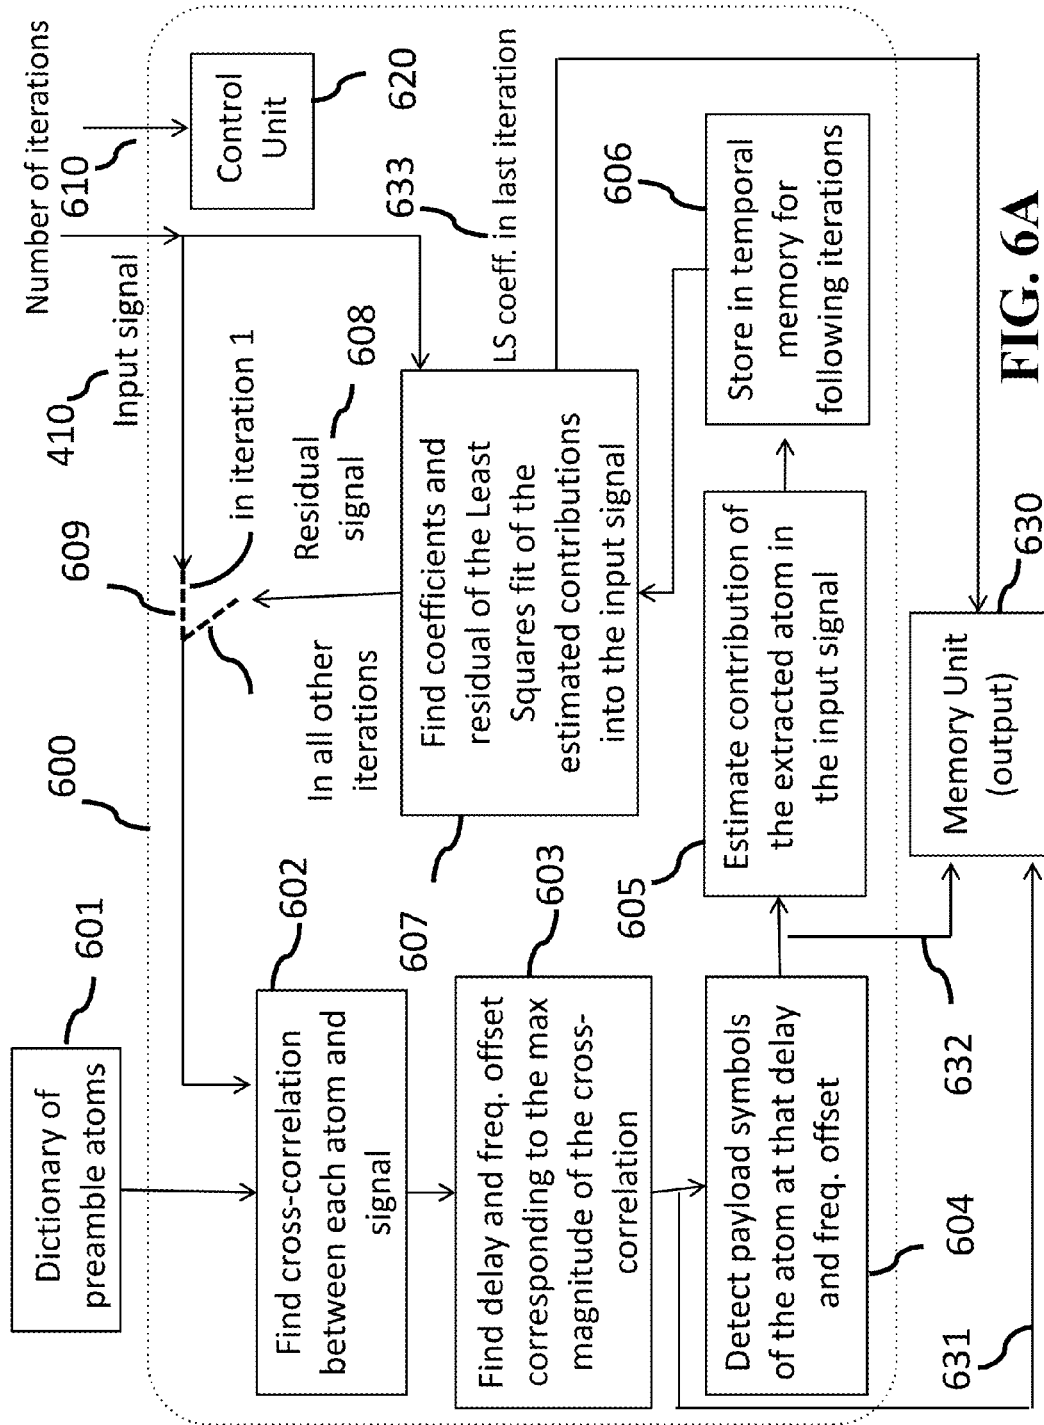 Dictionary of
preamble atoms
601
600
609
410
Input signal
Number of iterations
610
Control
Unit
620
in iteration 1
Residual
signal
608
In all other
iterations
633
LS coeff. in last iteration
602
Find cross-correlation
between each atom and
signal
607
Find coefficients and
residual of the Least
Squares fit of the
estimated contributions
into the input signal
603
Find delay and freq. offset
corresponding to the max
magnitude of the cross-
correlation
606
Store in temporal
memory for
following iterations
605
Estimate contribution of
the extracted atom in
the input signal
Detect payload symbols
of the atom at that delay
and freq. offset
604
632
631
Memory Unit
(output)
630
FIG. 6A